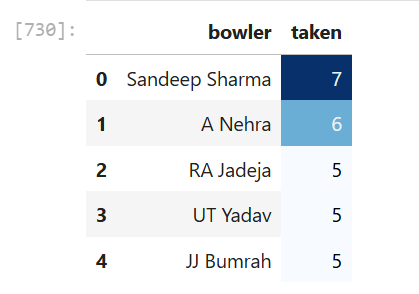 [730]:
bowler taken
0 Sandeep Sharma 7
1 A Nehra 6
2 RA Jadeja 5
3 UT Yadav 5
4 JJ Bumrah 5